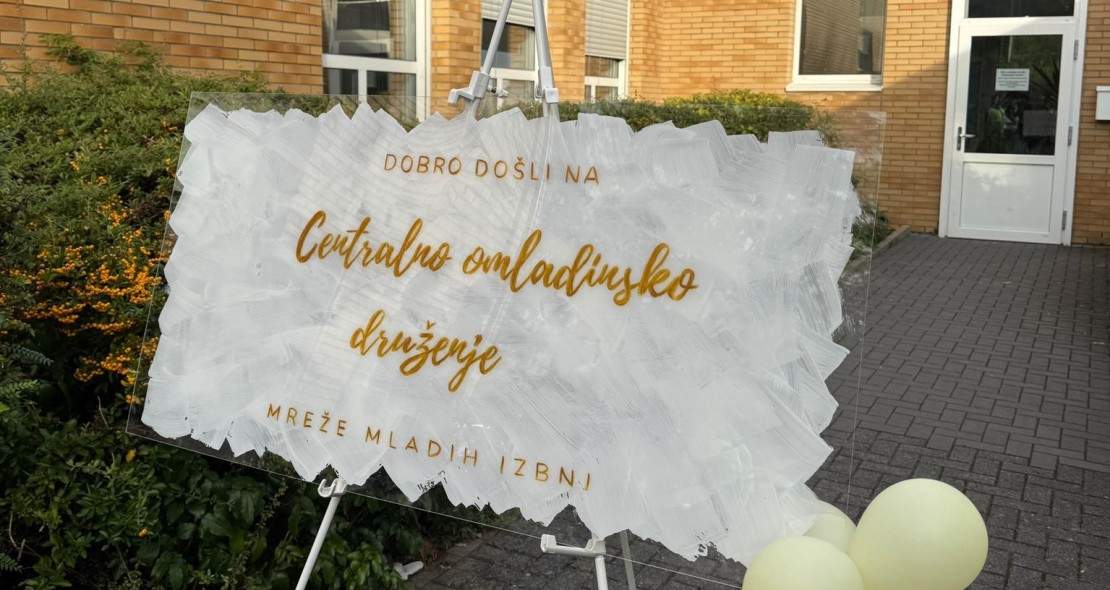 DOBRO DOŠLI NA
Centralno omladinsko
druženje
MREŽE MLADIH IZBNJ